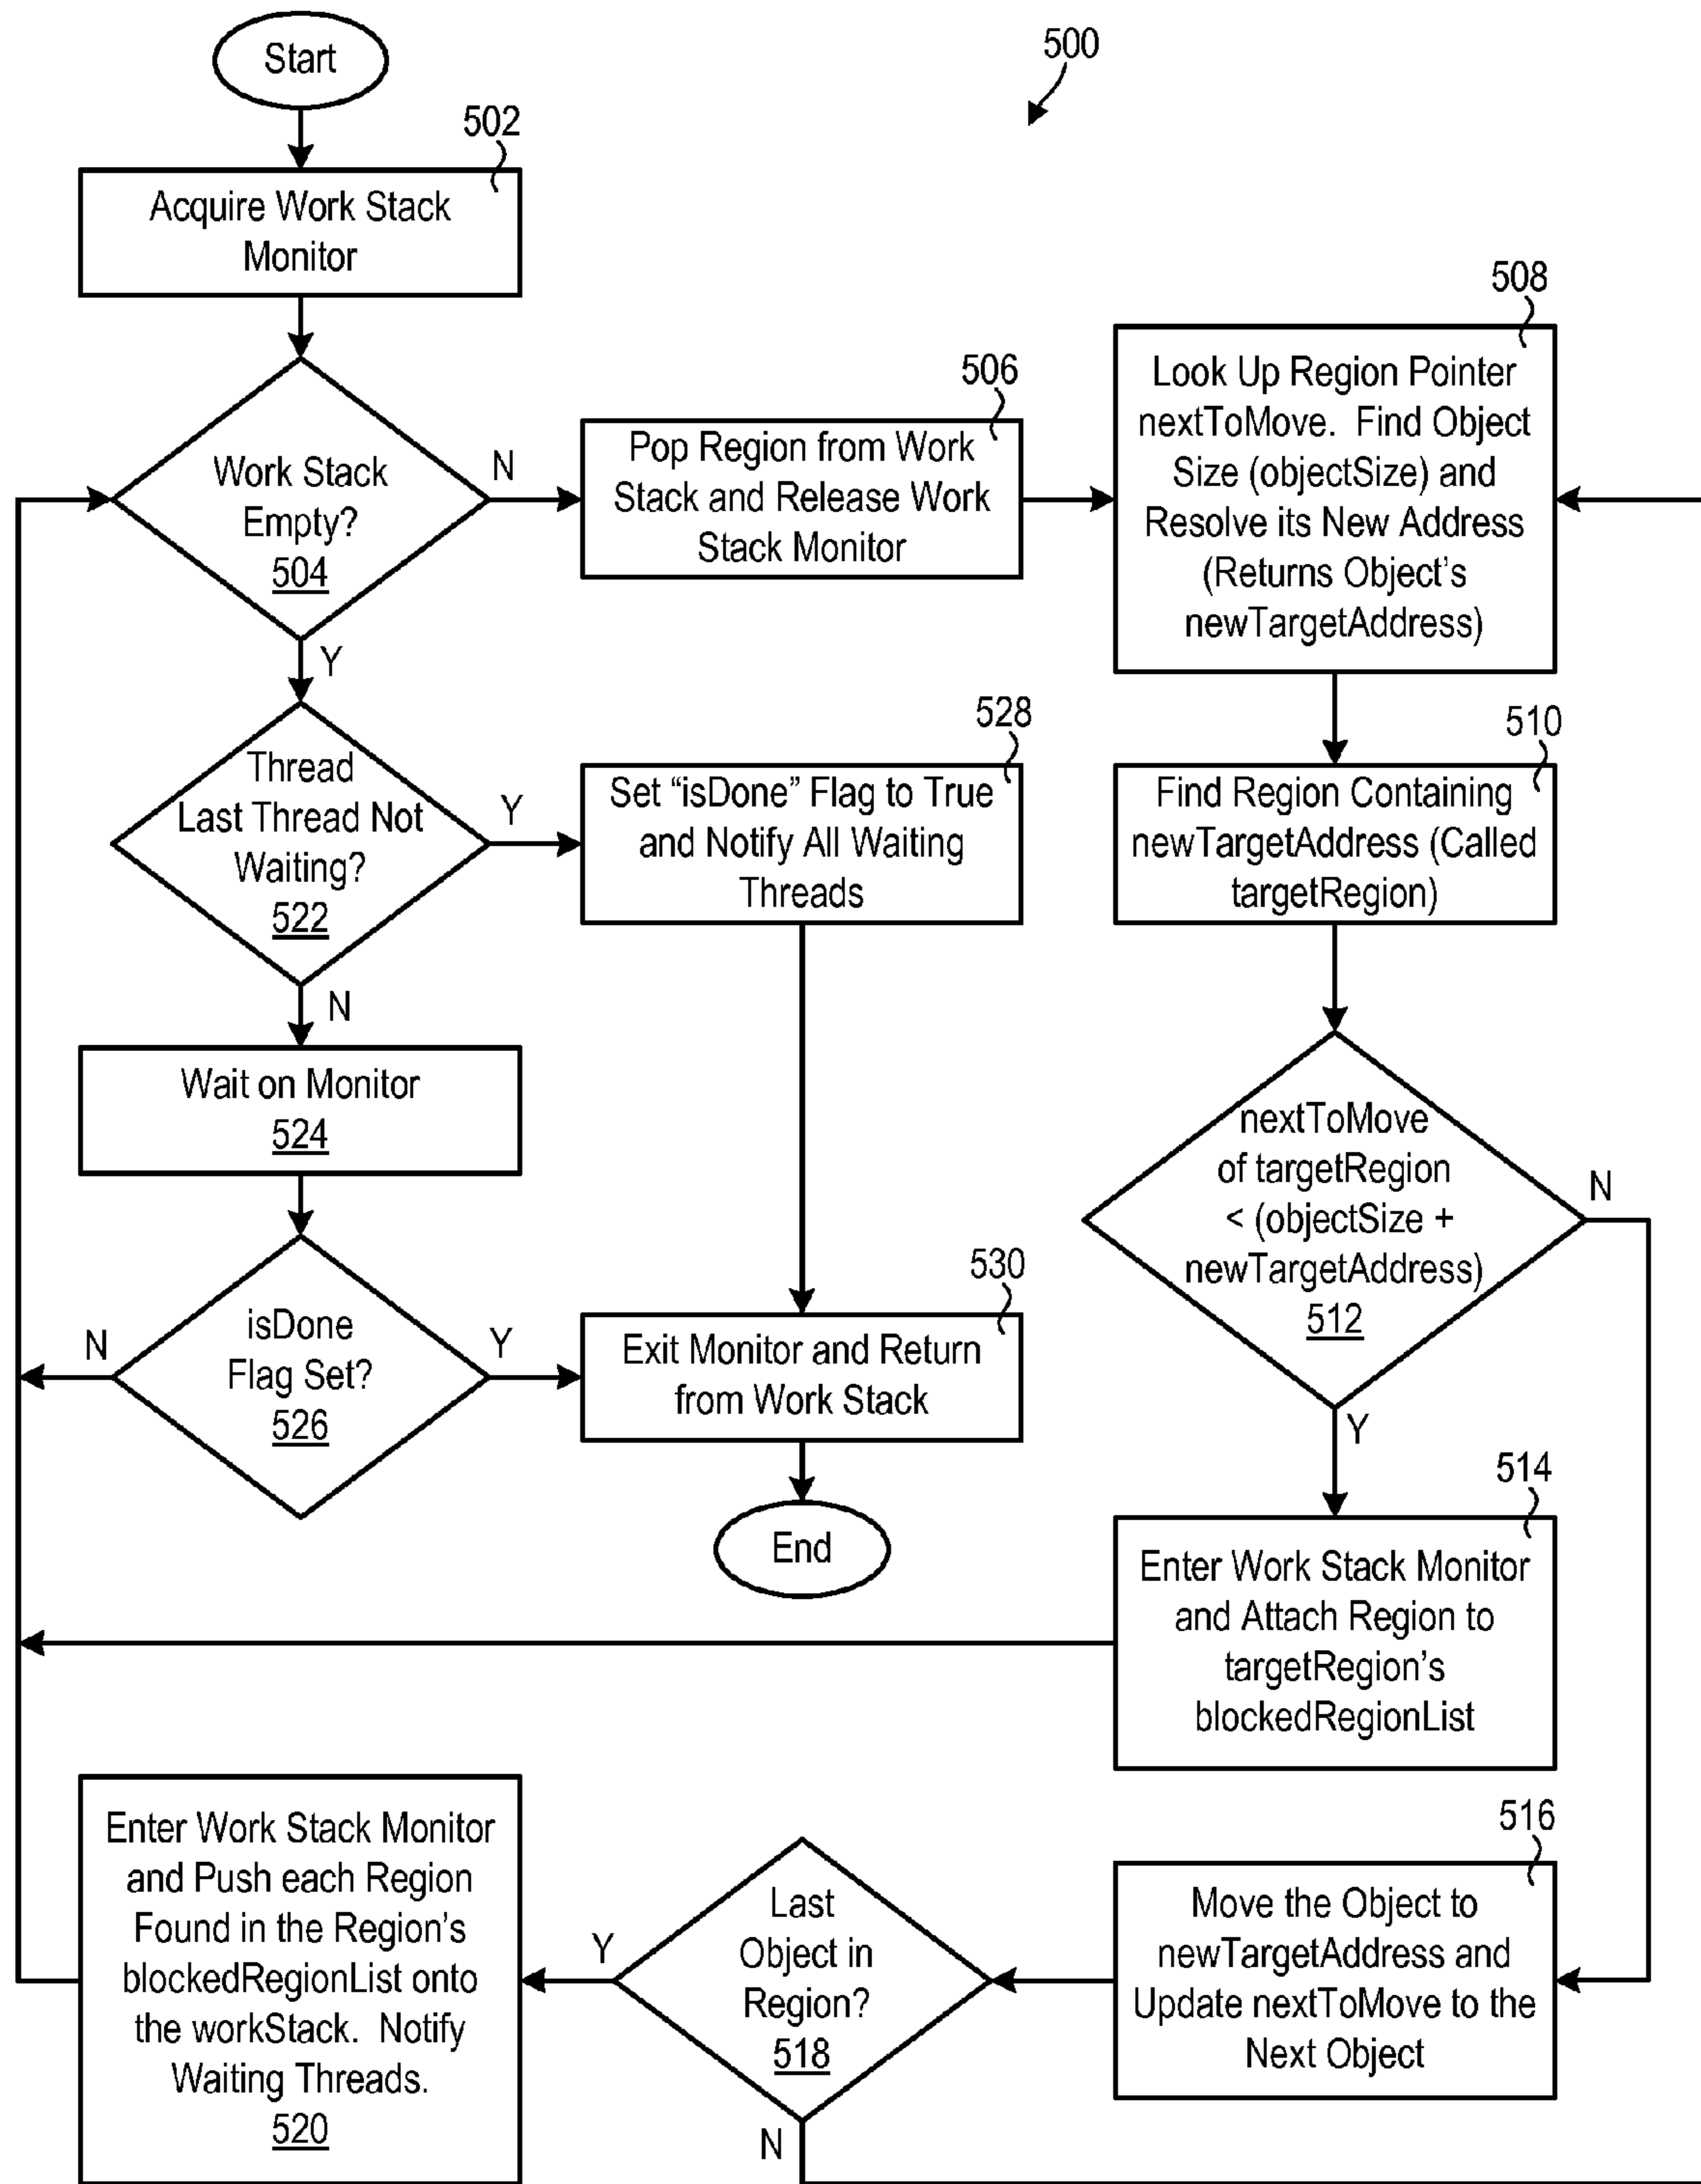 Start
500
502
Acquire Work Stack
Monitor
Work Stack
Empty?
504
N
Y
506
Pop Region from Work
Stack and Release Work
Stack Monitor
508
Look Up Region Pointer
nextToMove. Find Object
Size (objectSize) and
Resolve its New Address
(Returns Object's
newTargetAddress)
Thread
Last Thread Not
Waiting?
522
Y
N
528
Set "isDone" Flag to True
and Notify All Waiting
Threads
510
Find Region Containing
newTargetAddress (Called
targetRegion)
Wait on Monitor
524
nextToMove
of targetRegion
< (objectSize +
newTargetAddress)
512
N
Y
isDone
Flag Set?
526
N
Y
530
Exit Monitor and Return
from Work Stack
End
514
Enter Work Stack Monitor
and Attach Region to
targetRegion's
blockedRegionList
516
Move the Object to
newTargetAddress and
Update nextToMove to the
Next Object
Last
Object in
Region?
518
Y
N
Enter Work Stack Monitor
and Push each Region
Found in the Region's
blockedRegionList onto
the workStack. Notify
Waiting Threads.
520